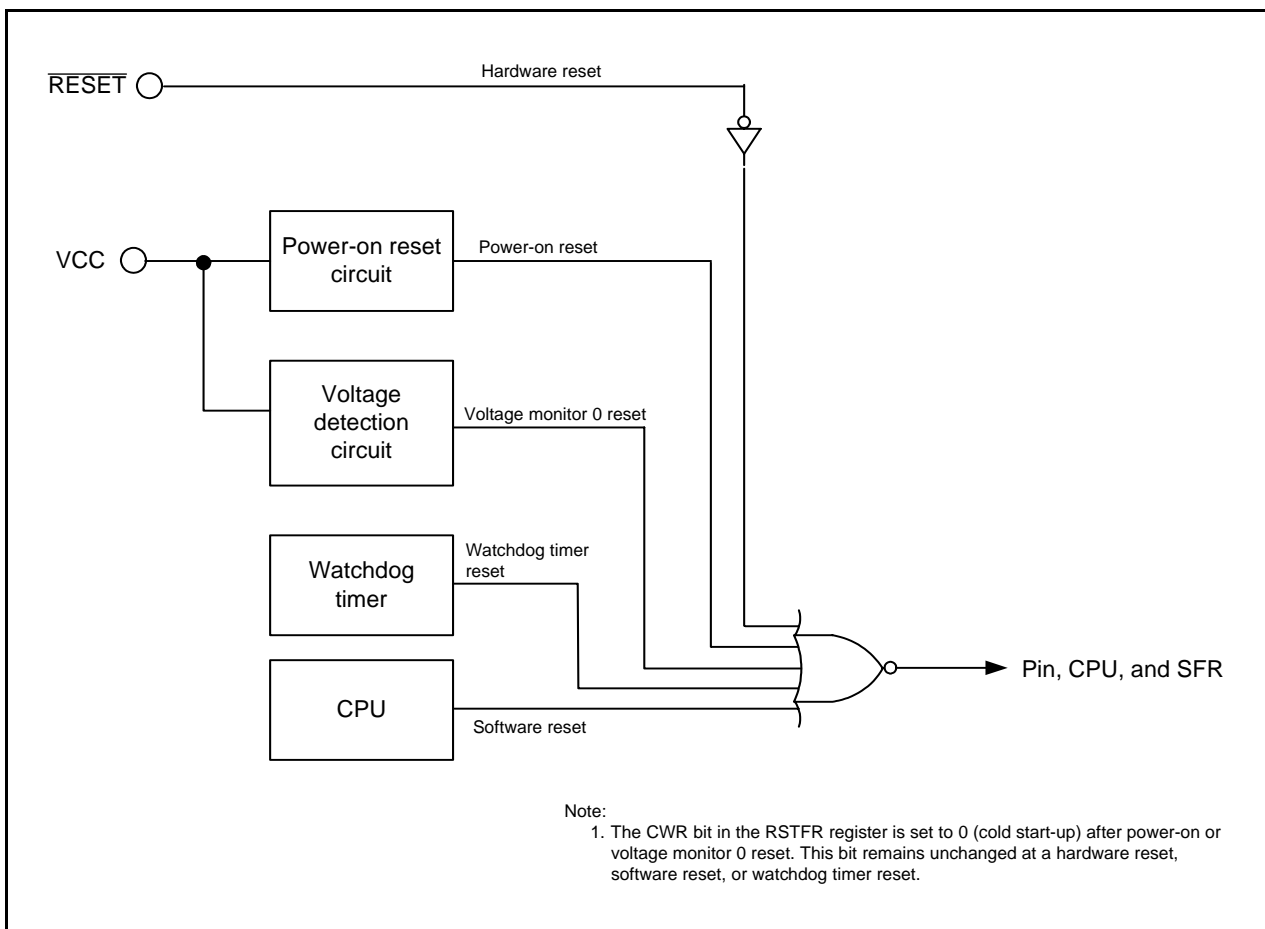 Hardware reset
RESET
Power-on reset
circuit
Power-on reset
VCC
Voltage
detection
circuit
Voltage monitor 0 reset
Watchdog
timer
Watchdog timer
reset
Pin, CPU, and SFR
CPU
Software reset
Note:
1. The CWR bit in the RSTFR register is set to 0 (cold start-up) after power-on or
voltage monitor 0 reset. This bit remains unchanged at a hardware reset,
software reset, or watchdog timer reset.